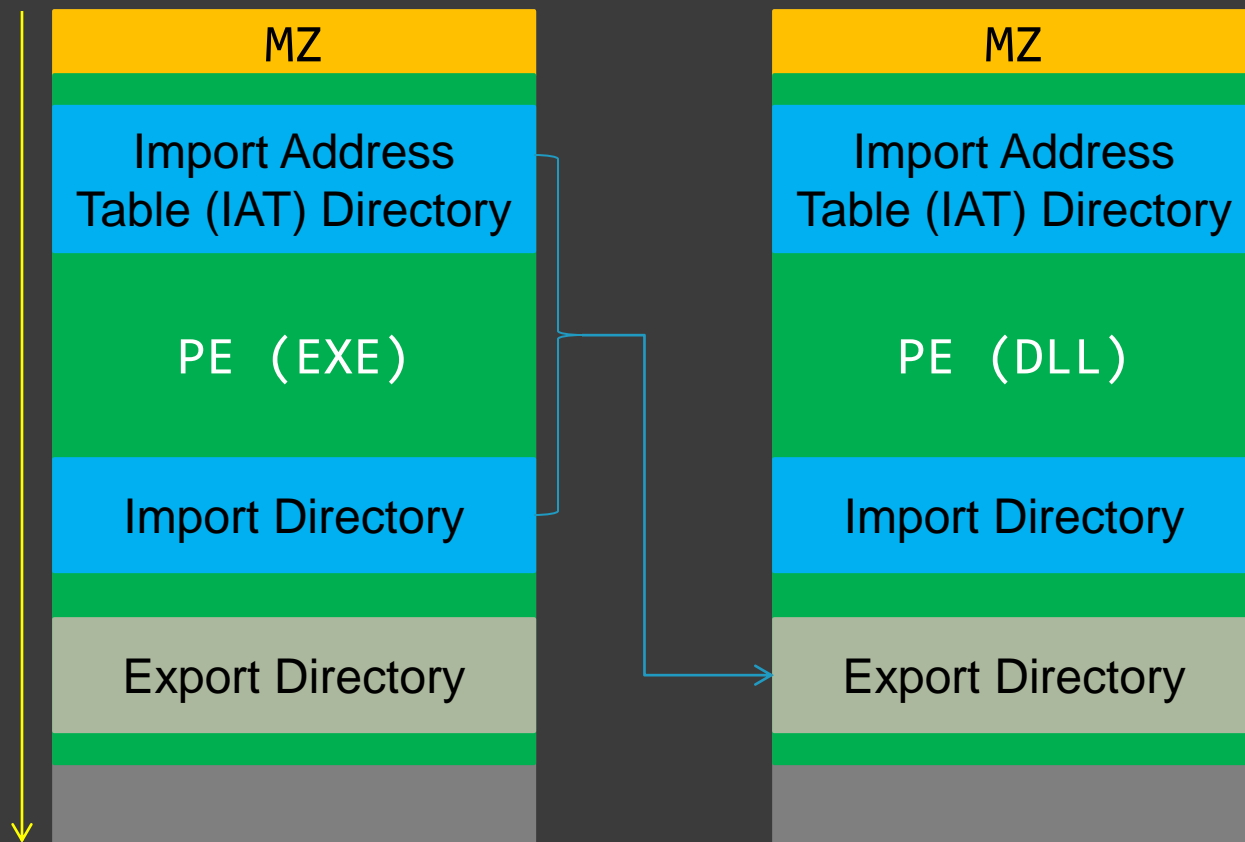 MZ
Import Address
Table (IAT) Directory
PE (EXE)
Import Directory
Export Directory
MZ
Import Address
Table (IAT) Directory
PE (DLL)
Import Directory
Export Directory